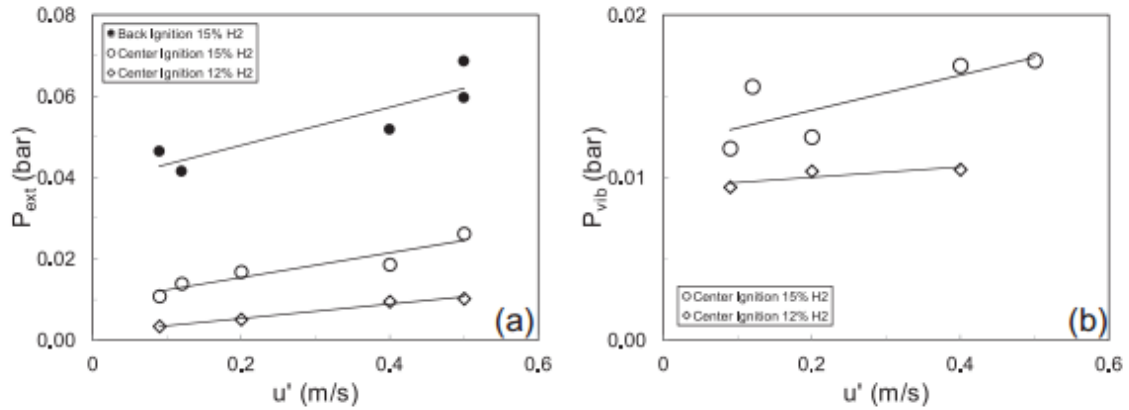 0.08
Back Ignition 15% H2
Center Ignition 15% H2
Center Ignition 12% H2
0.06
0.04
0.02
0.00
P_ext (bar)
(a)
0 0.2 0.4 0.6
u' (m/s)
0.02
0.01
0.00
P_vib (bar)
Center Ignition 15% H2
Center Ignition 12% H2
(b)
0 0.2 0.4 0.6
u' (m/s)